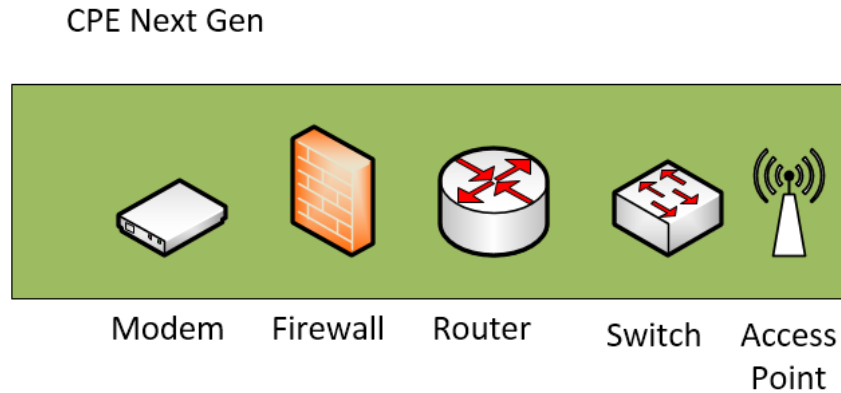 CPE Next Gen
Modem
Firewall
Router
Switch
Access
Point